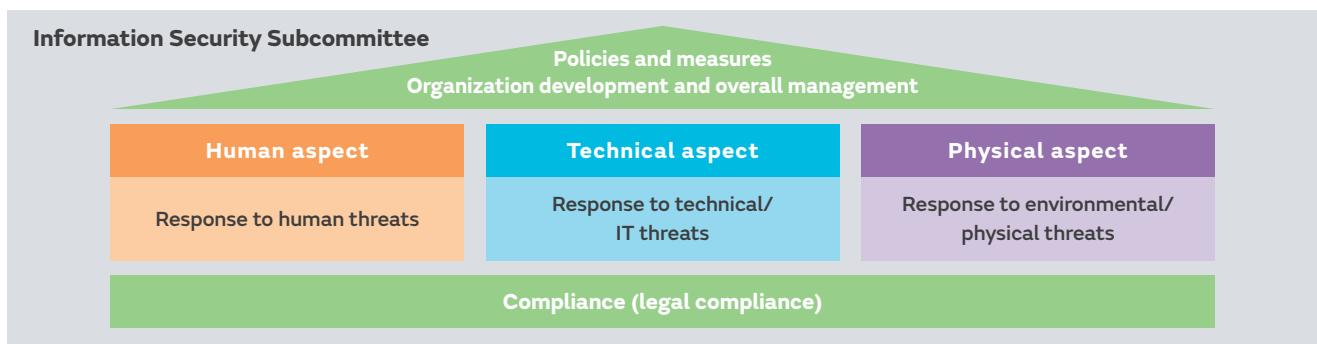 Information Security Subcommittee
Policies and measures
Organization development and overall management
Human aspect
Response to human threats
Technical aspect
Response to technical/
IT threats
Physical aspect
Response to environmental/
physical threats
Compliance (legal compliance)